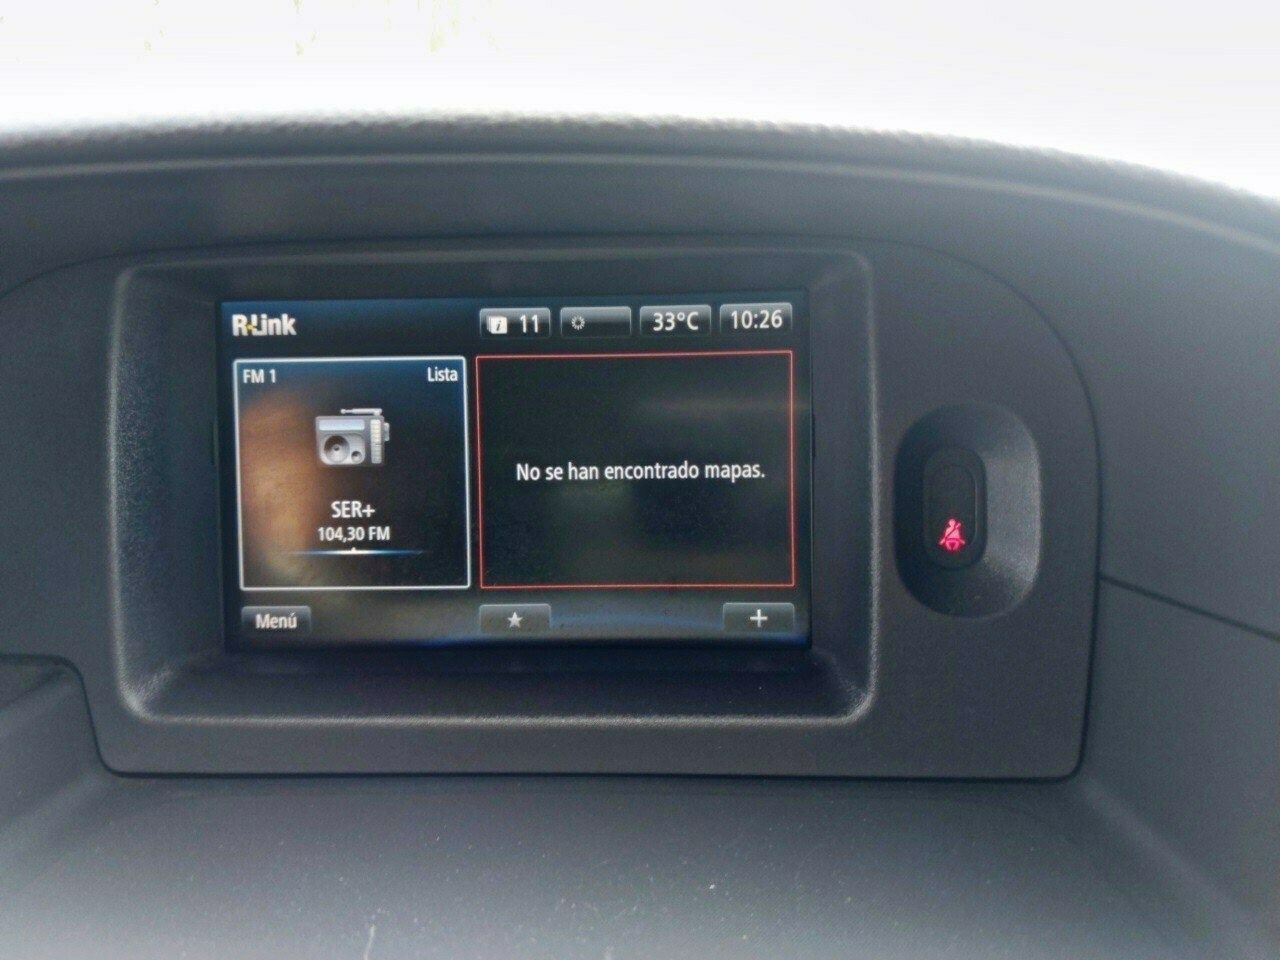 R-Link
11
33°C
10:26
FM 1
Lista
SER+
104,30 FM
No se han encontrado mapas.
Menú